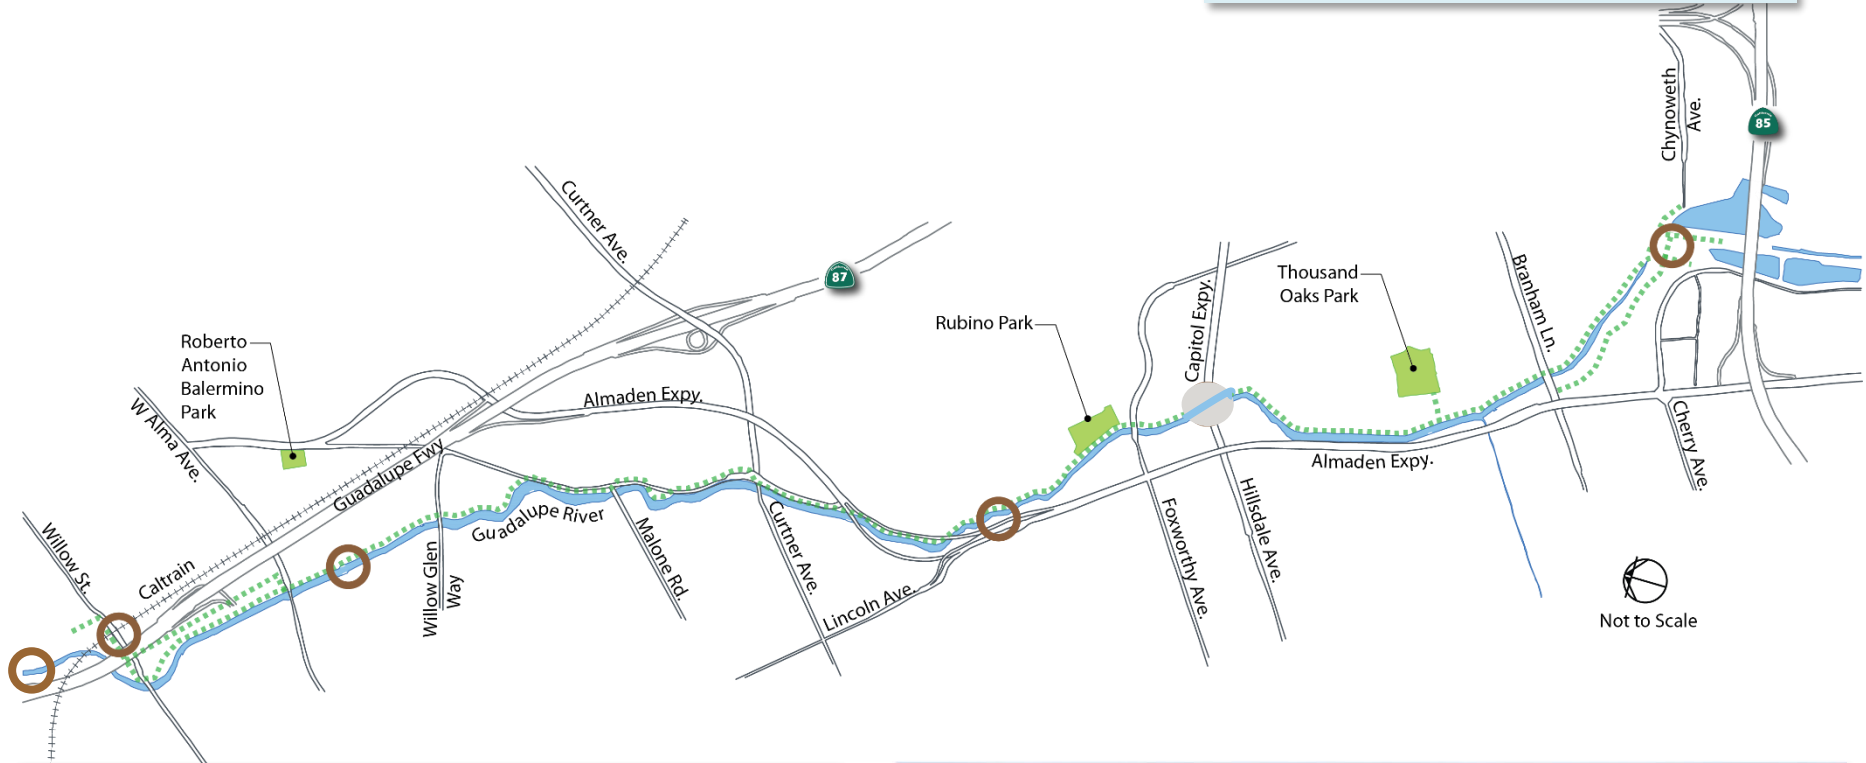 Chynoweth
Ave.
85
Curtner Ave.
87
Branham Ln.
Thousand
Oaks Park
Capitol Expy.
Rubino Park
Roberto
Antonio
Balermino
Park
Almaden Expy.
W Alma Ave.
Guadalupe Fwy
Almaden Expy.
Cherry Ave.
Guadalupe River
Willow St.
Caltrain
Willow Glen
Way
Malone Rd.
Curtner Ave.
Lincoln Ave.
Foxworthy Ave.
Hillsdale Ave.
Not to Scale